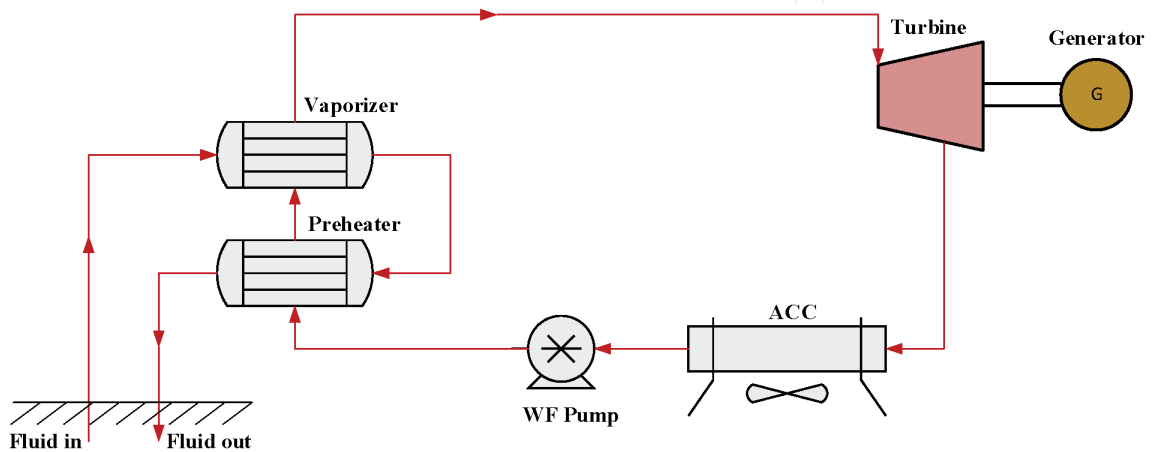 Turbine
Generator
G
Vaporizer
Preheater
ACC
WF Pump
Fluid in
Fluid out